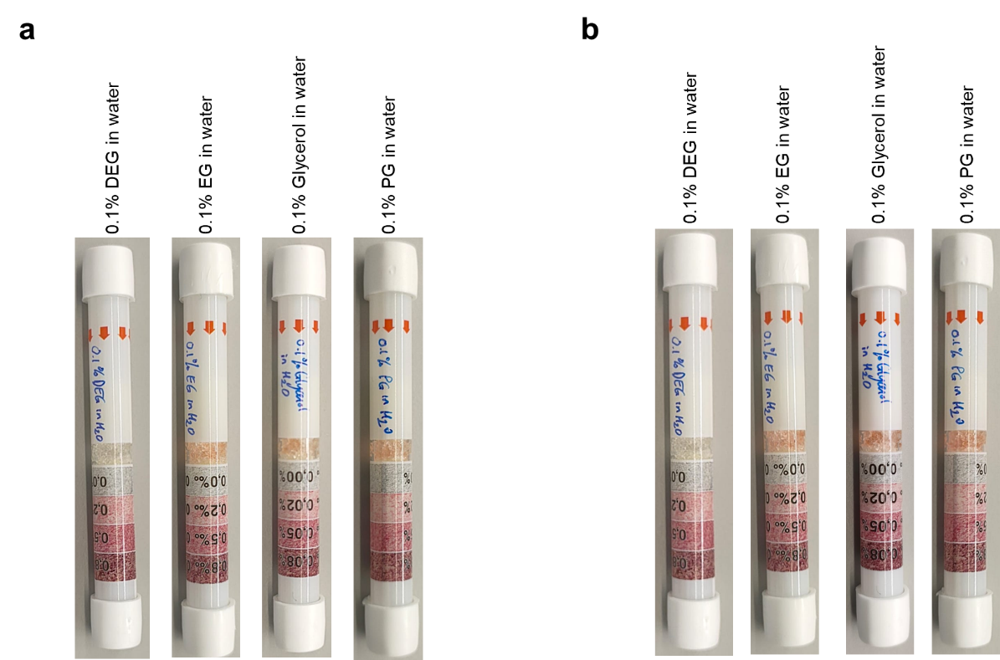 a
0.1% DEG in water
0.1% EG in water
0.1% Glycerol in water
0.1% PG in water
0.1% DEG in H2O
0.1% EG in H2O
0.1% Glycerol
in H2O
0.1% PG in H2O
0,0
0,2
0,5
0,8
0,0‰
0,2‰
0,5‰
0,8‰
0,00%
0,02%
0,05%
0,08%
b
0.1% DEG in water
0.1% EG in water
0.1% Glycerol in water
0.1% PG in water
0.1% DEG in H2O
0.1% EG in H2O
0.1% Glycerol
in H2O
0.1% PG in H2O
0,0
0,2
0,5
0,8
0,0‰
0,2‰
0,5‰
0,8‰
0,00%
0,02%
0,05%
0,08%